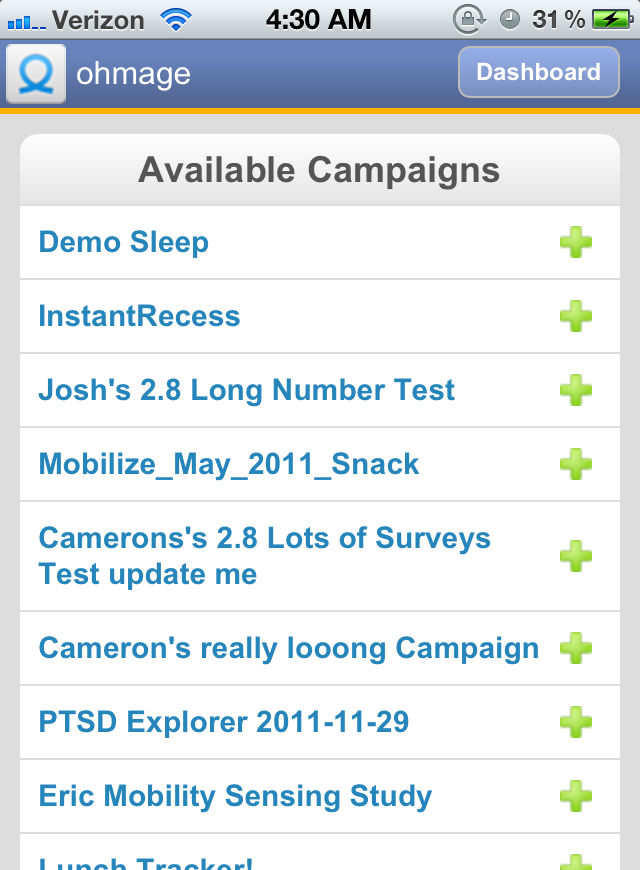 Verizon 4:30 AM 31 %
ohmage Dashboard
Available Campaigns
Demo Sleep
InstantRecess
Josh's 2.8 Long Number Test
Mobilize_May_2011_Snack
Camerons's 2.8 Lots of Surveys
Test update me
Cameron's really looong Campaign
PTSD Explorer 2011-11-29
Eric Mobility Sensing Study
Lunch Tracker!